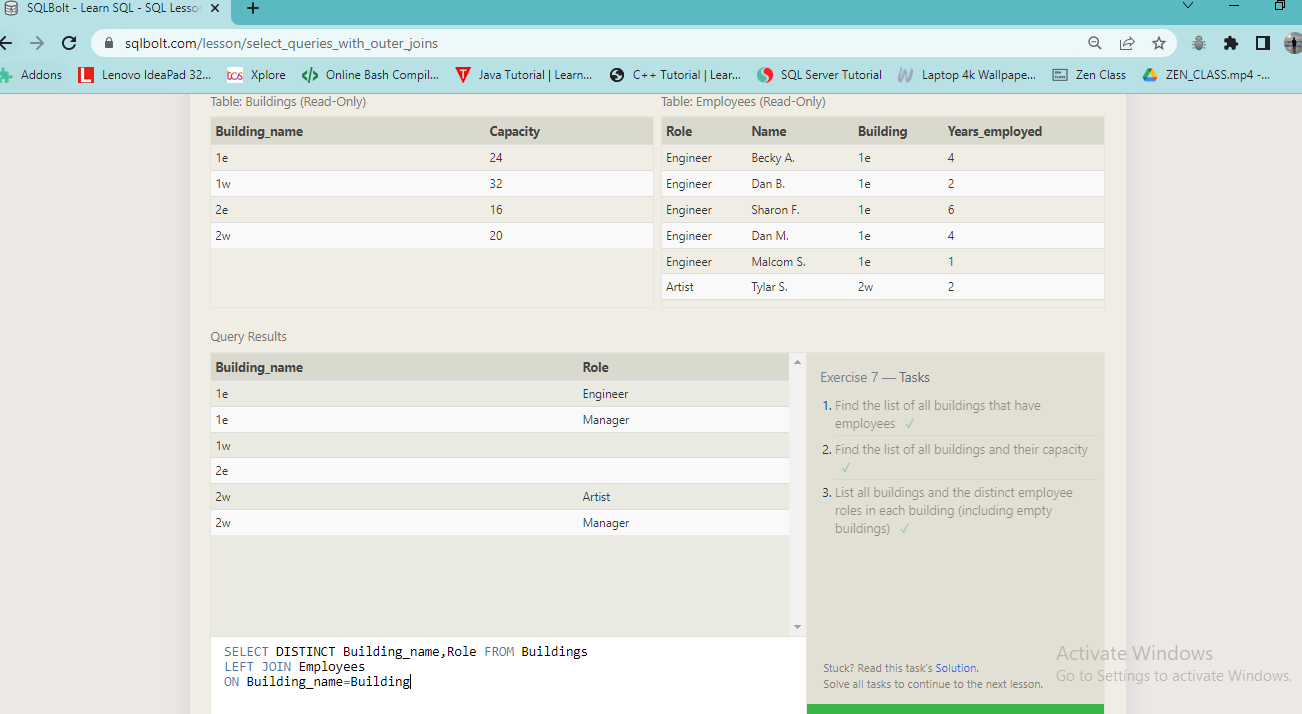 SQLBolt - Learn SQL - SQL Lesso
sqlbolt.com/lesson/select_queries_with_outer_joins
Addons Lenovo IdeaPad 32... tcs Xplore Online Bash Compil... Java Tutorial | Learn... C++ Tutorial | Lear... SQL Server Tutorial Laptop 4k Wallpape... Zen Class ZEN_CLASS.mp4 -...
Table: Buildings (Read-Only)
Building_name Capacity
1e 24
1w 32
2e 16
2w 20
Table: Employees (Read-Only)
Role Name Building Years_employed
Engineer Becky A. 1e 4
Engineer Dan B. 1e 2
Engineer Sharon F. 1e 6
Engineer Dan M. 1e 4
Engineer Malcom S. 1e 1
Artist Tylar S. 2w 2
Query Results
Building_name Role
1e Engineer
1e Manager
1w
2e
2w Artist
2w Manager
Exercise 7 — Tasks
1. Find the list of all buildings that have
employees ✓
2. Find the list of all buildings and their capacity
✓
3. List all buildings and the distinct employee
roles in each building (including empty
buildings) ✓
SELECT DISTINCT Building_name,Role FROM Buildings
LEFT JOIN Employees
ON Building_name=Building
Stuck? Read this task's Solution.
Solve all tasks to continue to the next lesson.
Activate Windows
Go to Settings to activate Windows.